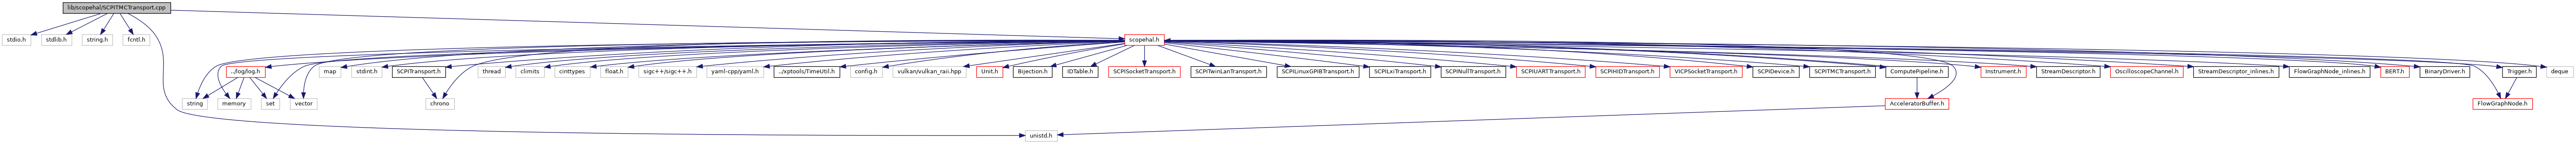 lib/scopehal/SCPITMCTransport.cpp
stdio.h
stdlib.h
string.h
fcntl.h
scopehal.h
../log/log.h
map
stdint.h
SCPITransport.h
thread
climits
cinttypes
float.h
sigc++/sigc++.h
yaml-cpp/yaml.h
../xptools/TimeUtil.h
config.h
vulkan/vulkan_raii.hpp
Unit.h
Bijection.h
IDTable.h
SCPISocketTransport.h
SCPITwinLanTransport.h
SCPILinuxGPIBTransport.h
SCPILxiTransport.h
SCPINullTransport.h
SCPIUARTTransport.h
SCPIHIDTransport.h
VICPSocketTransport.h
SCPIDevice.h
SCPITMCTransport.h
ComputePipeline.h
Instrument.h
StreamDescriptor.h
OscilloscopeChannel.h
StreamDescriptor_inlines.h
FlowGraphNode_inlines.h
BERT.h
BinaryDriver.h
Trigger.h
deque
string
memory
set
vector
chrono
AcceleratorBuffer.h
FlowGraphNode.h
unistd.h